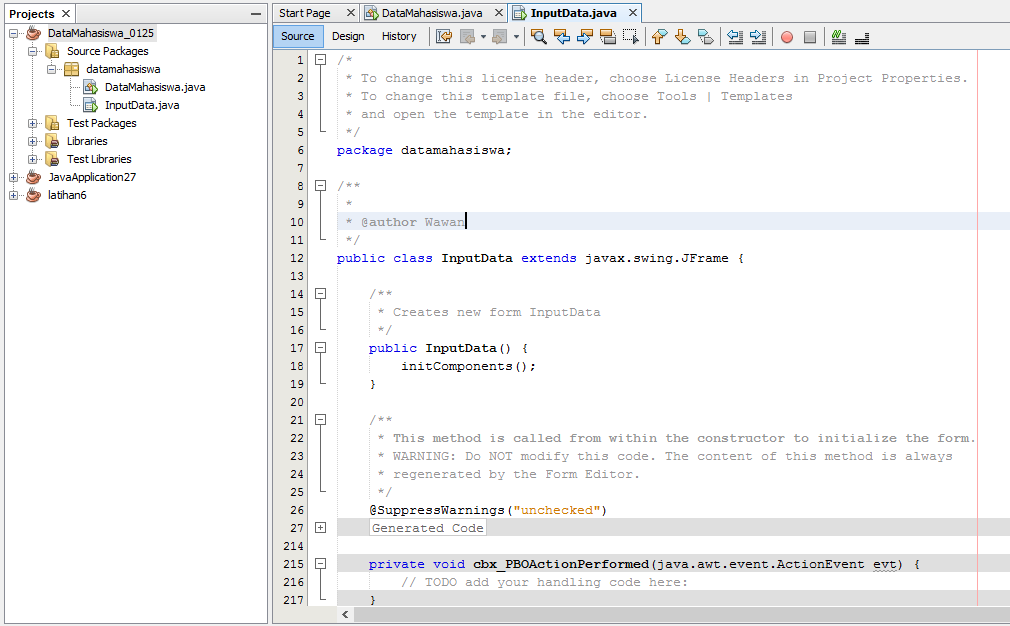 Projects
DataMahasiswa_0125
Source Packages
datamahasiswa
DataMahasiswa.java
InputData.java
Test Packages
Libraries
Test Libraries
JavaApplication27
latihan6
Start Page DataMahasiswa.java InputData.java
Source Design History
1 /*
2 * To change this license header, choose License Headers in Project Properties.
3 * To change this template file, choose Tools | Templates
4 * and open the template in the editor.
5 */
6 package datamahasiswa;
7
8 /**
9 *
10 * @author Wawan
11 */
12 public class InputData extends javax.swing.JFrame {
13
14 /**
15 * Creates new form InputData
16 */
17 public InputData() {
18 initComponents();
19 }
20
21 /**
22 * This method is called from within the constructor to initialize the form.
23 * WARNING: Do NOT modify this code. The content of this method is always
24 * regenerated by the Form Editor.
25 */
26 @SuppressWarnings("unchecked")
27 Generated Code
214
215 private void cbx_PBOActionPerformed(java.awt.event.ActionEvent evt) {
216 // TODO add your handling code here:
217 }